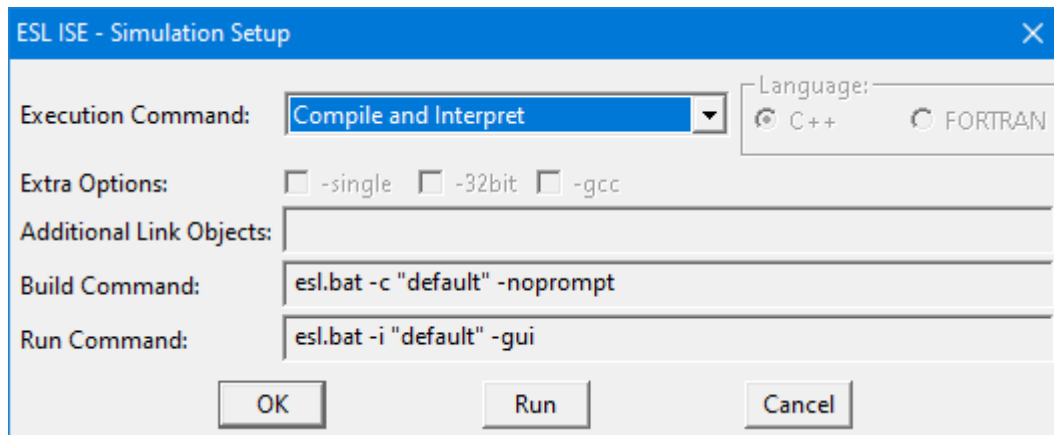 ESL ISE - Simulation Setup
Execution Command:
Compile and Interpret
Language:
C++
FORTRAN
Extra Options:
-single
-32bit
-gcc
Additional Link Objects:
Build Command:
esl.bat -c "default" -noprompt
Run Command:
esl.bat -i "default" -gui
OK
Run
Cancel